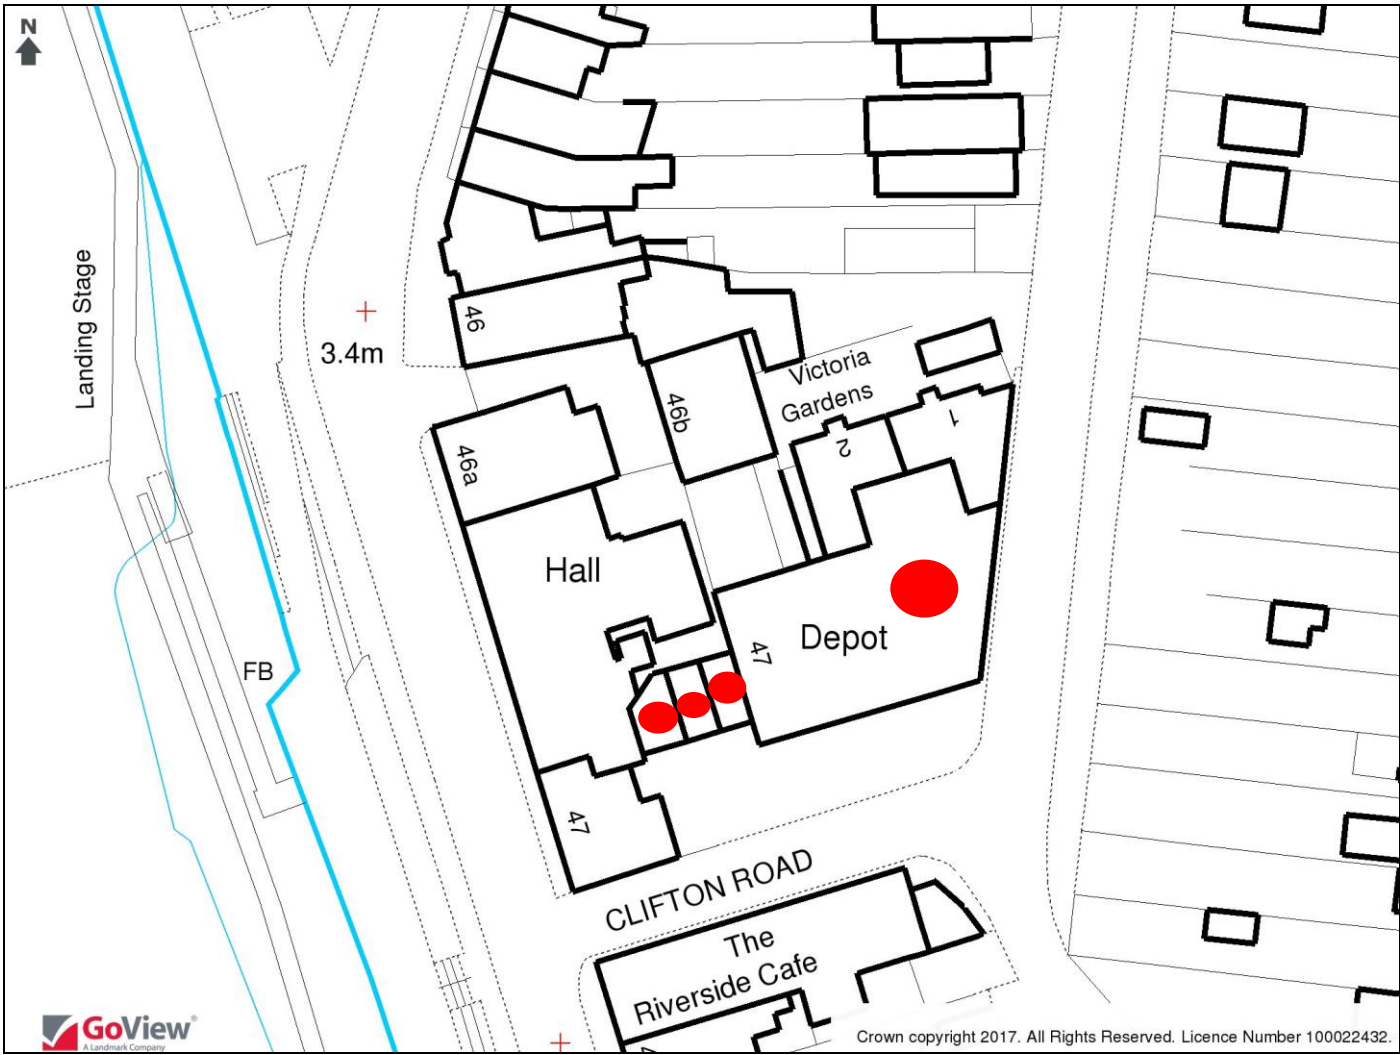 N
Landing Stage
46
3.4m
Victoria
Gardens
46b
1
2
46a
Hall
47
Depot
FB
47
CLIFTON ROAD
The
Riverside Cafe
GoView®
A Landmark Company
Crown copyright 2017. All Rights Reserved. Licence Number 100022432.